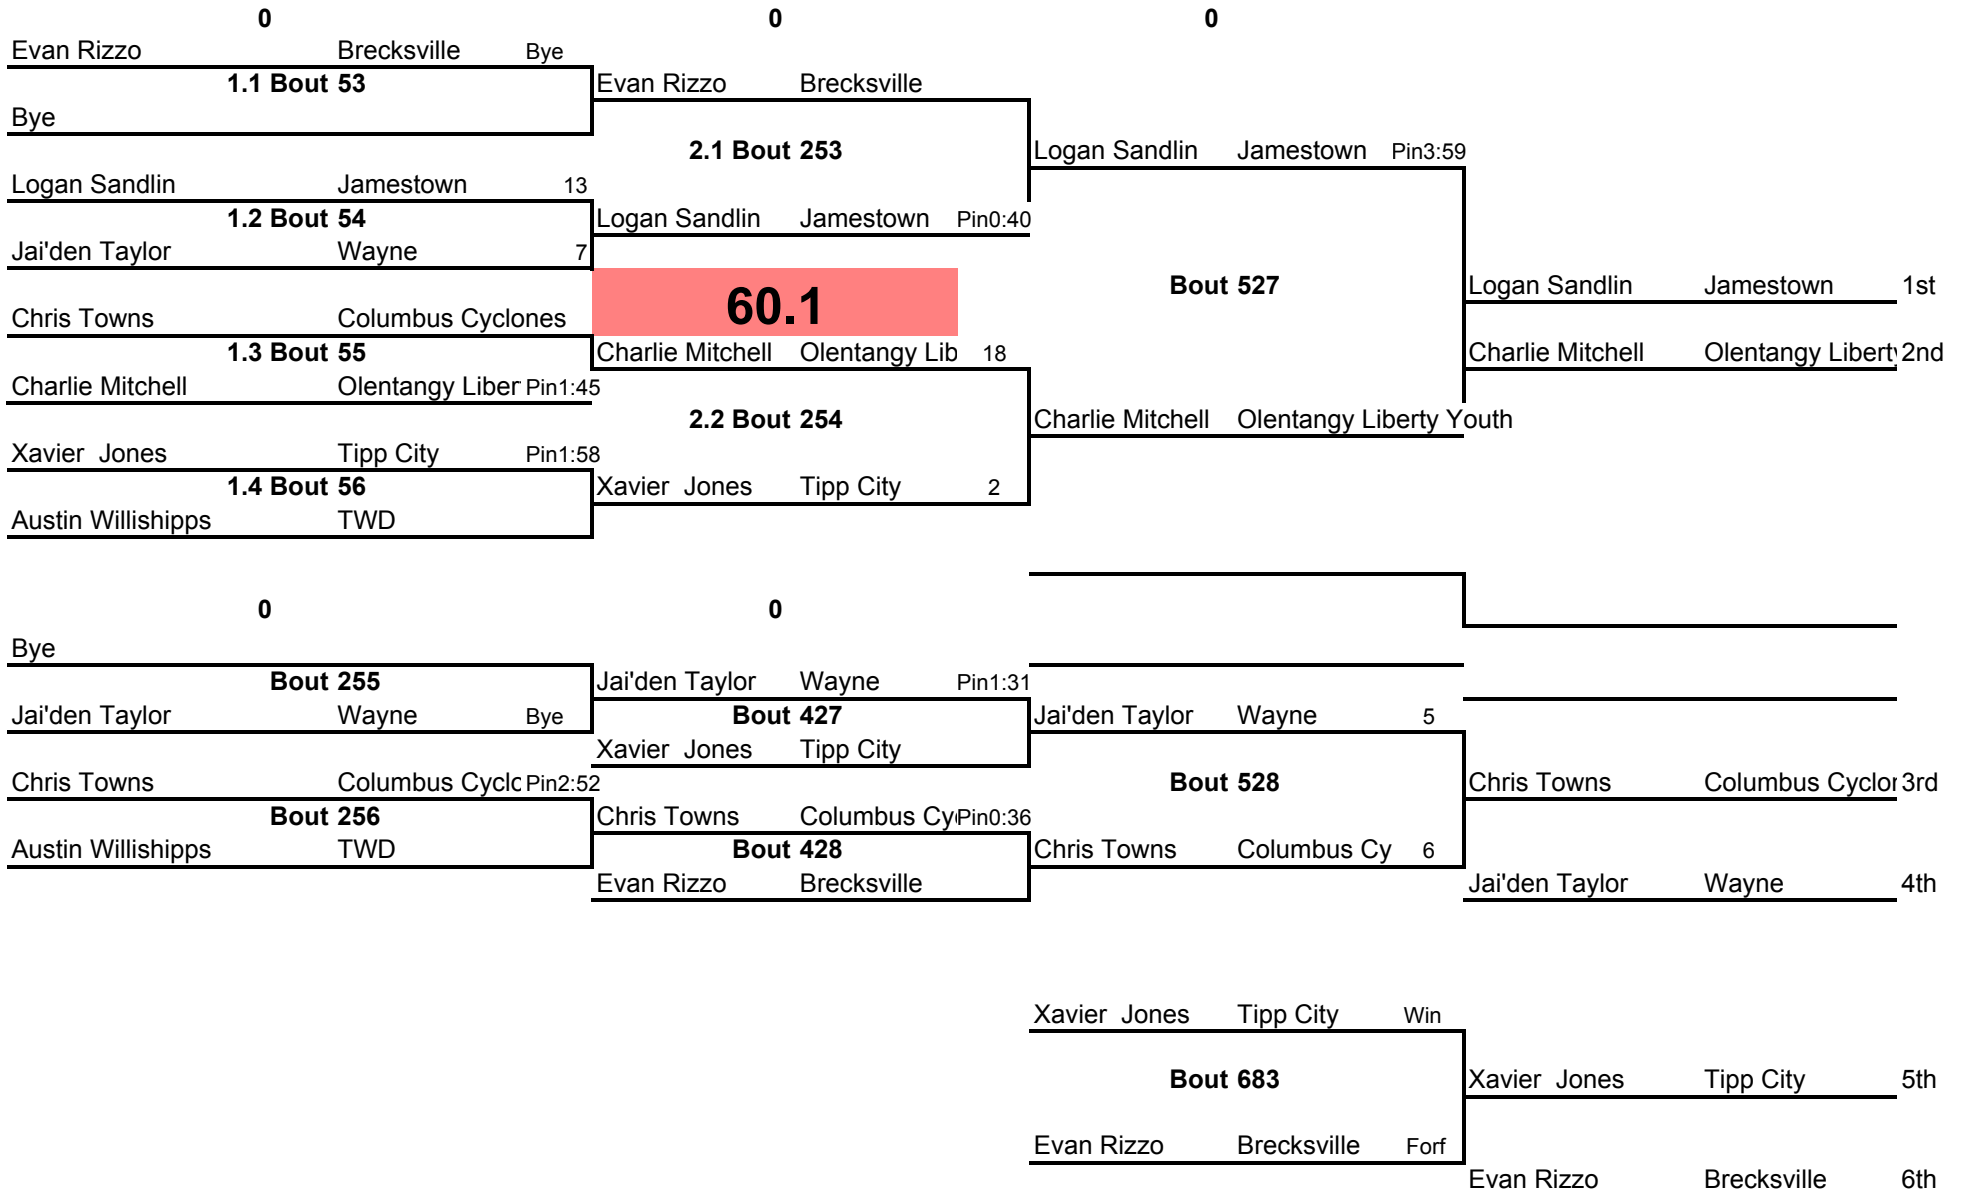 0 0 0
Evan Rizzo Brecksville Bye
1.1 Bout 53 Evan Rizzo Brecksville
Bye
2.1 Bout 253 Logan Sandlin Jamestown Pin3:59
Logan Sandlin Jamestown 13
1.2 Bout 54 Logan Sandlin Jamestown Pin0:40
Jai'den Taylor Wayne 7
Bout 527 Logan Sandlin Jamestown 1st
60.1
Chris Towns Columbus Cyclones
1.3 Bout 55 Charlie Mitchell Olentangy Lib 18 Charlie Mitchell Olentangy Liberty 2nd
Charlie Mitchell Olentangy Liber Pin1:45
2.2 Bout 254 Charlie Mitchell Olentangy Liberty Youth
Xavier  Jones Tipp City Pin1:58
1.4 Bout 56 Xavier  Jones Tipp City 2
Austin Willishipps TWD
0 0
Bye
Bout 255 Jai'den Taylor Wayne Pin1:31
Jai'den Taylor Wayne Bye Bout 427 Jai'den Taylor Wayne 5
Xavier  Jones Tipp City
Chris Towns Columbus Cyclc Pin2:52 Bout 528 Chris Towns Columbus Cyclor 3rd
Bout 256 Chris Towns Columbus Cy Pin0:36
Austin Willishipps TWD Bout 428 Chris Towns Columbus Cy 6
Evan Rizzo Brecksville Jai'den Taylor Wayne 4th
Xavier  Jones Tipp City Win
Bout 683 Xavier  Jones Tipp City 5th
Evan Rizzo Brecksville Forf
Evan Rizzo Brecksville 6th